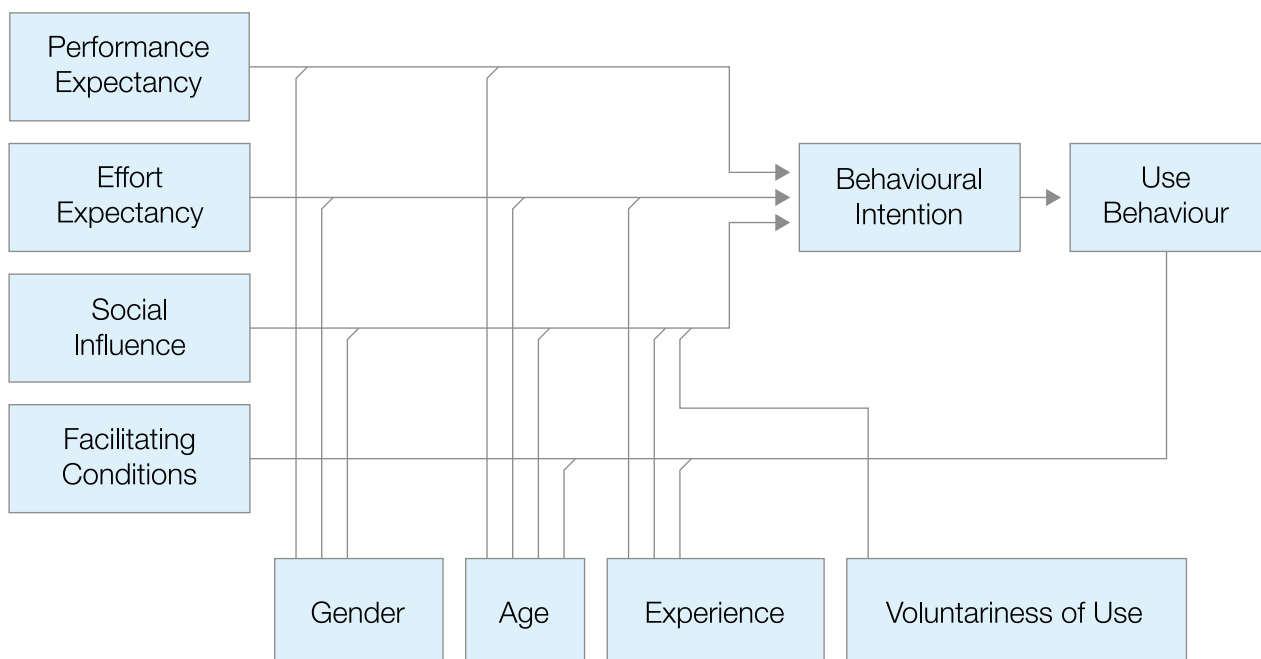 Performance
Expectancy
Effort
Expectancy
Behavioural
Intention
Use
Behaviour
Social
Influence
Facilitating
Conditions
Gender
Age
Experience
Voluntariness of Use